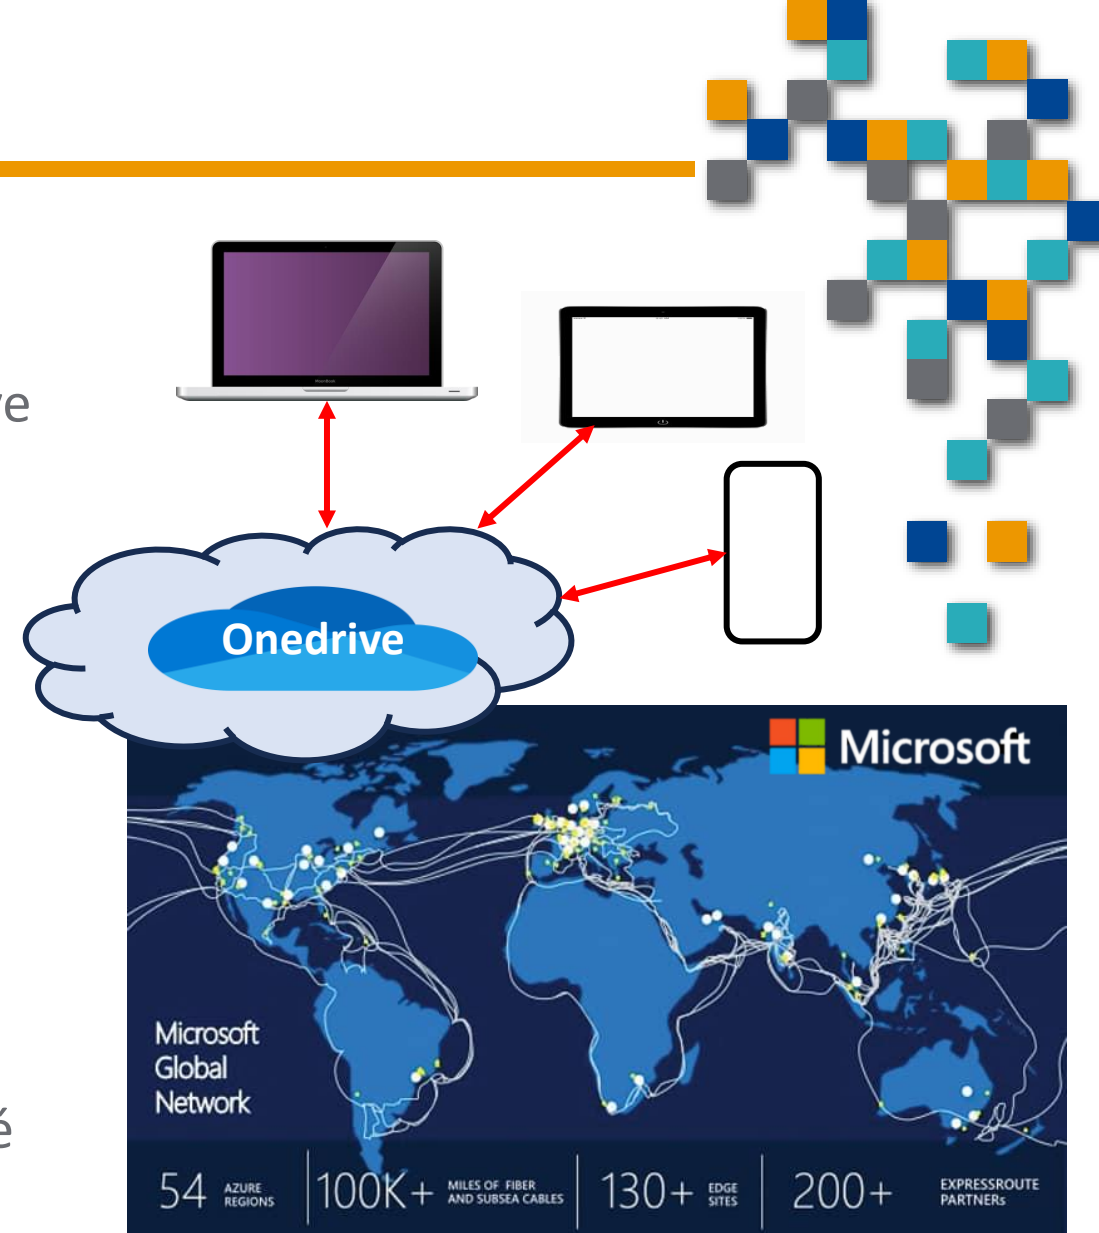 ve
Onedrive
Microsoft
Microsoft
Global
Network
é
54 AZURE
REGIONS
100K+ MILES OF FIBER
AND SUBSEA CABLES
130+ EDGE
SITES
200+ EXPRESSROUTE
PARTNERs